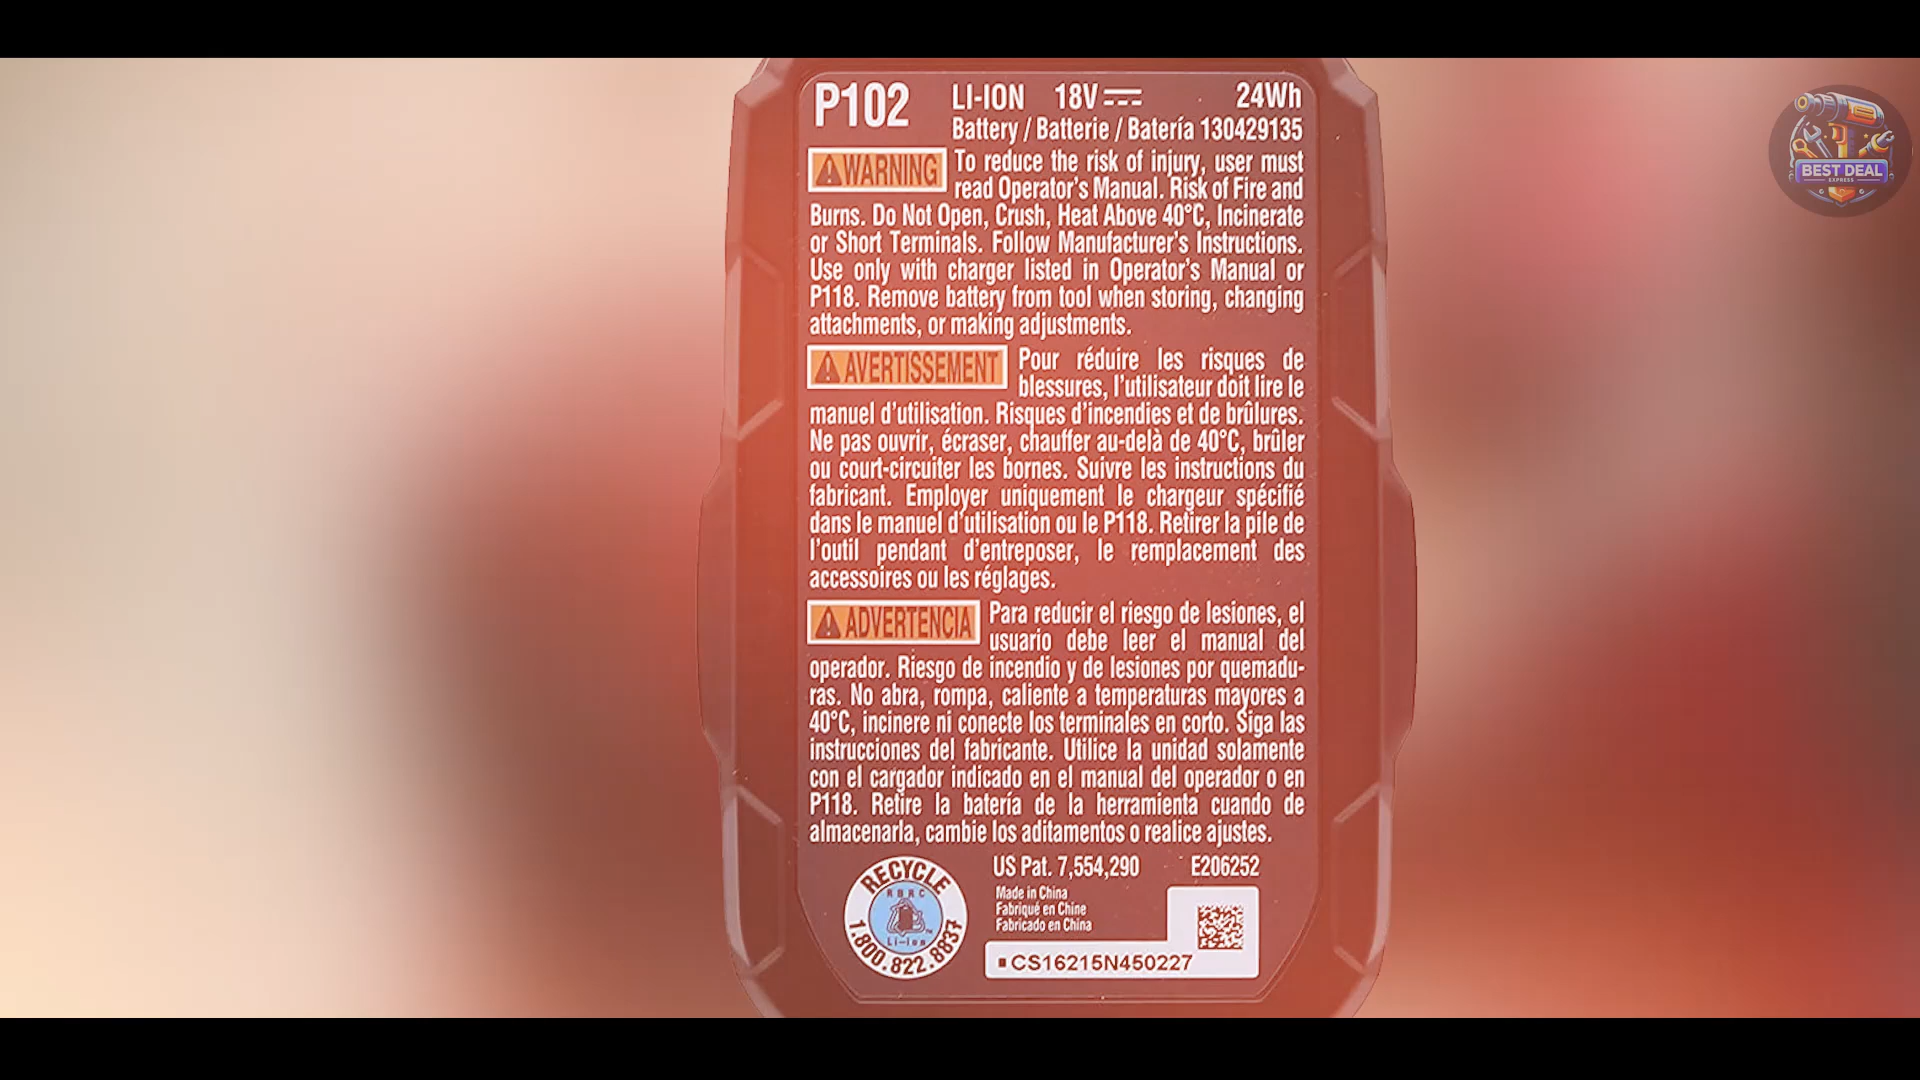 P102 LI-ION 18V 24Wh
Battery / Batterie / Batería 130429135
WARNING To reduce the risk of injury, user must
read Operator's Manual. Risk of Fire and
Burns. Do Not Open, Crush, Heat Above 40°C, Incinerate
or Short Terminals. Follow Manufacturer's Instructions.
Use only with charger listed in Operator's Manual or
P118. Remove battery from tool when storing, changing
attachments, or making adjustments.
AVERTISSEMENT Pour réduire les risques de
blessures, l'utilisateur doit lire le
manuel d'utilisation. Risques d'incendies et de brûlures.
Ne pas ouvrir, écraser, chauffer au-delà de 40°C, brûler
ou court-circuiter les bornes. Suivre les instructions du
fabricant. Employer uniquement le chargeur spécifié
dans le manuel d'utilisation ou le P118. Retirer la pile de
l'outil pendant d'entreposer, le remplacement des
accessoires ou les réglages.
ADVERTENCIA Para reducir el riesgo de lesiones, el
usuario debe leer el manual del
operador. Riesgo de incendio y de lesiones por quemadu-
ras. No abra, rompa, caliente a temperaturas mayores a
40°C, incinere ni conecte los terminales en corto. Siga las
instrucciones del fabricante. Utilice la unidad solamente
con el cargador indicado en el manual del operador o en
P118. Retire la batería de la herramienta cuando de
almacenarla, cambie los aditamentos o realice ajustes.
RECYCLE
RBRC
Li-ion
1.800.822.8837
US Pat. 7,554,290 E206252
Made in China
Fabriqué en Chine
Fabricado en China
CS16215N450227
BEST DEAL
EXPRESS